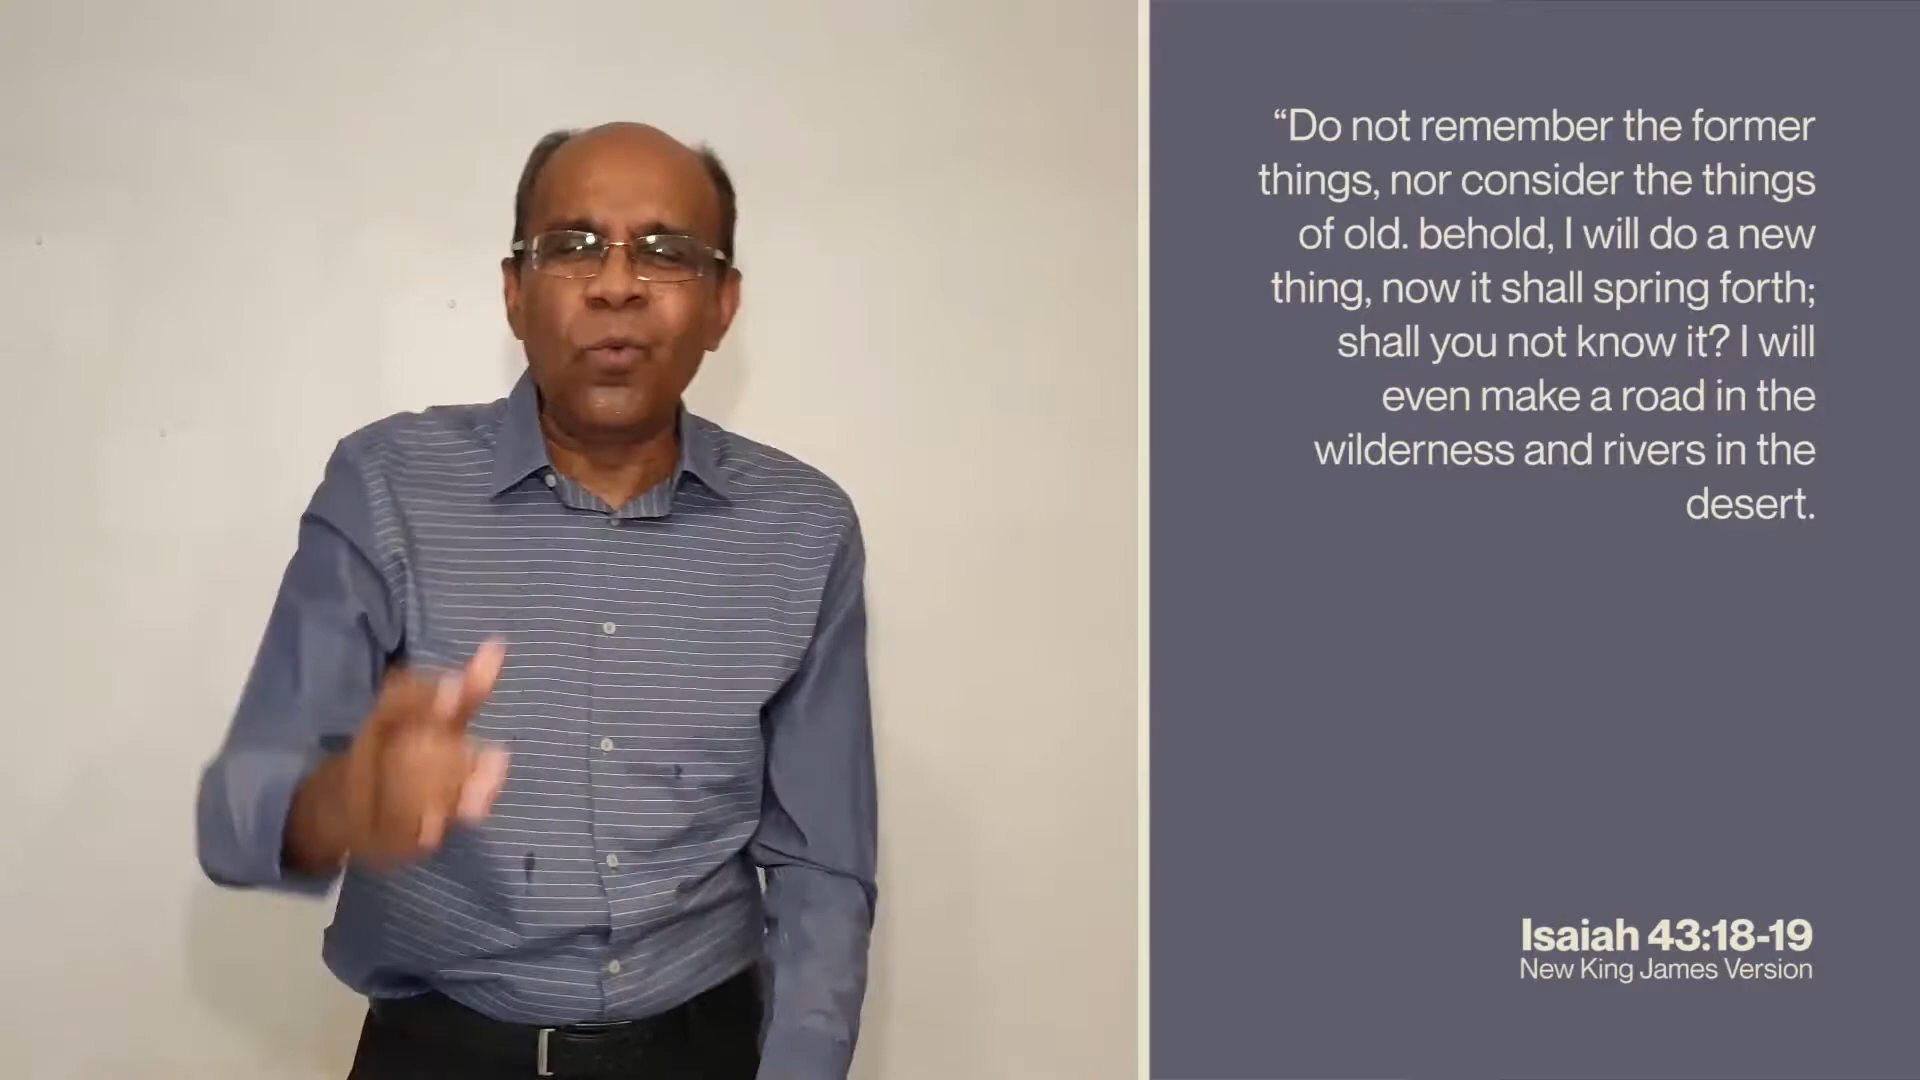 “Do not remember the former
things, nor consider the things
of old. behold, I will do a new
thing, now it shall spring forth;
shall you not know it? I will
even make a road in the
wilderness and rivers in the
desert.
Isaiah 43:18-19
New King James Version